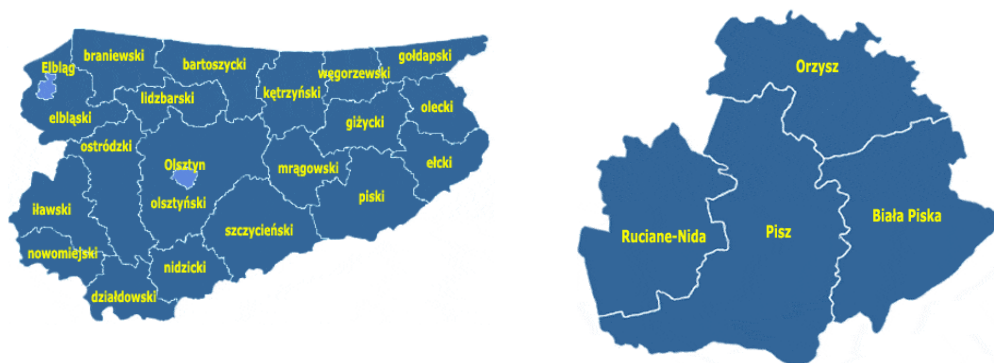 braniewski
gołdapski
Elbląg
bartoszycki
węgorzewski
kętrzyński
lidzbarski
olecki
elbląski
giżycki
ostródzki
Olsztyn
mrągowski
ełcki
piski
olsztyński
iławski
szczycieński
nowomiejski
nidzicki
działdowski
Orzysz
Biała Piska
Pisz
Ruciane-Nida